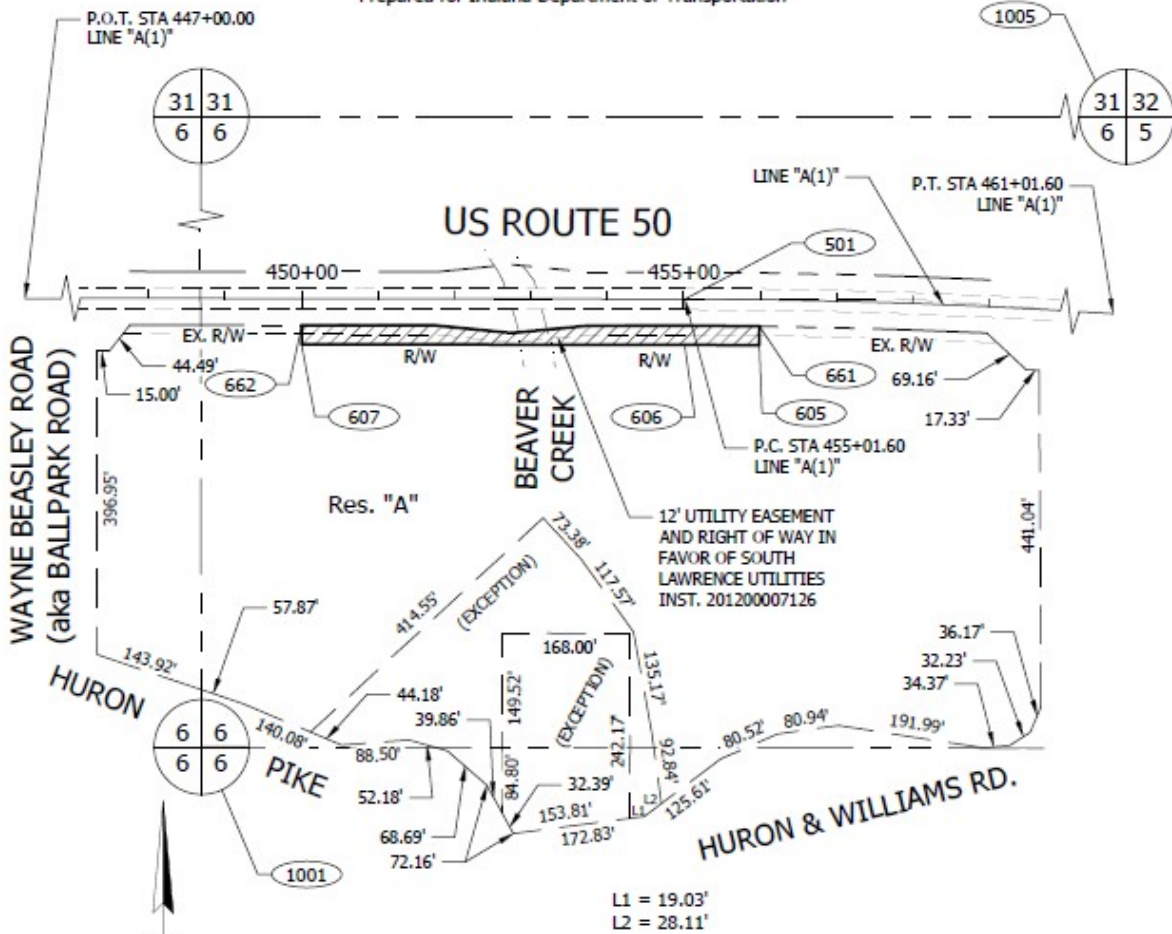 Prepared for Indiana Department of Transportation
P.O.T. STA 447+00.00
LINE "A(1)"
1005
31 31
6 6
31 32
6 5
LINE "A(1)"
P.T. STA 461+01.60
LINE "A(1)"
US ROUTE 50
501
450+00
455+00
EX. R/W
EX. R/W
44.49'
R/W
R/W
69.16'
15.00'
662
661
17.33'
607
606
605
WAYNE BEASLEY ROAD
(aka BALLPARK ROAD)
396.95'
BEAVER
CREEK
P.C. STA 455+01.60
LINE "A(1)"
Res. "A"
12' UTILITY EASEMENT
AND RIGHT OF WAY IN
FAVOR OF SOUTH
LAWRENCE UTILITIES
INST. 201200007126
441.04'
73.38'
117.57'
414.55'
(EXCEPTION)
57.87'
168.00'
135.17'
36.17'
32.23'
34.37'
143.92'
HURON
PIKE
44.18'
149.52'
(EXCEPTION)
39.86'
242.17
80.52'
80.94'
191.99'
140.08'
6 6
6 6
88.50'
92.84'
52.18'
84.80'
32.39'
L2
L1
125.61'
68.69'
153.81'
172.83'
72.16'
HURON & WILLIAMS RD.
1001
L1 = 19.03'
L2 = 28.11'